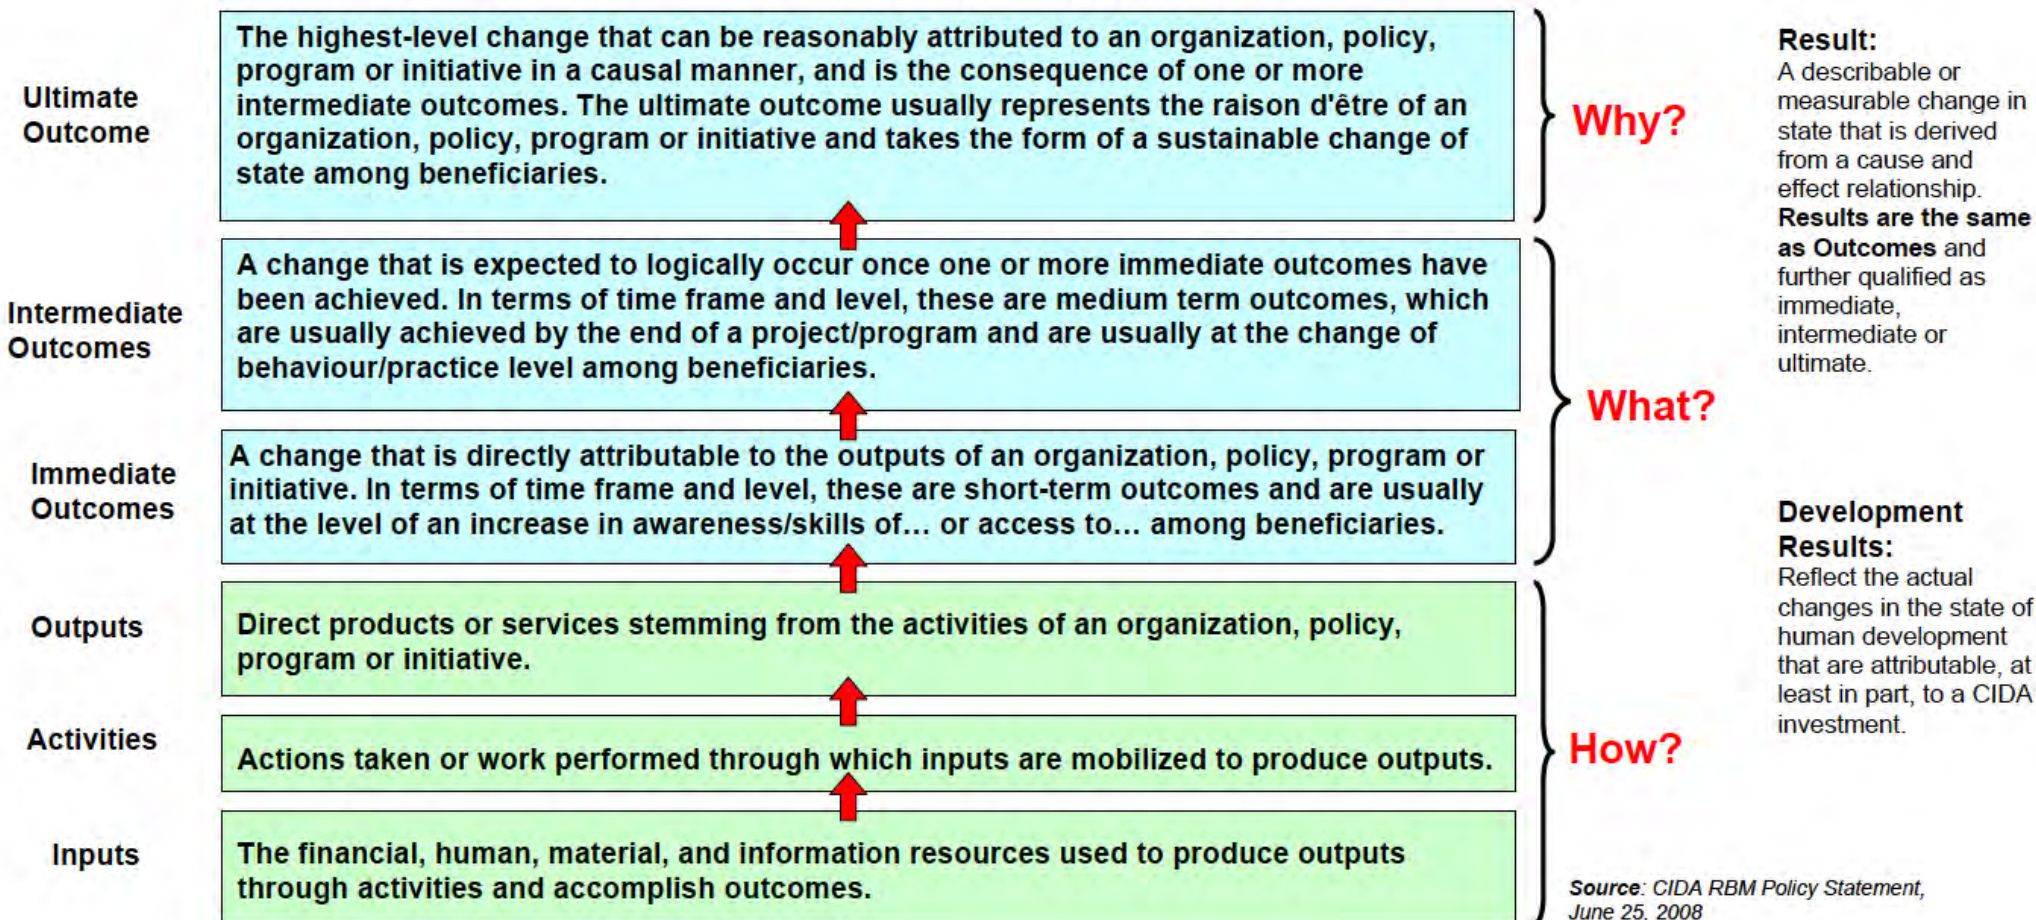 Ultimate
Outcome
The highest-level change that can be reasonably attributed to an organization, policy,
program or initiative in a causal manner, and is the consequence of one or more
intermediate outcomes. The ultimate outcome usually represents the raison d'être of an
organization, policy, program or initiative and takes the form of a sustainable change of
state among beneficiaries.
Why?
Intermediate
Outcomes
A change that is expected to logically occur once one or more immediate outcomes have
been achieved. In terms of time frame and level, these are medium term outcomes, which
are usually achieved by the end of a project/program and are usually at the change of
behaviour/practice level among beneficiaries.
What?
Immediate
Outcomes
A change that is directly attributable to the outputs of an organization, policy, program or
initiative. In terms of time frame and level, these are short-term outcomes and are usually
at the level of an increase in awareness/skills of... or access to... among beneficiaries.
Outputs
Direct products or services stemming from the activities of an organization, policy,
program or initiative.
Activities
Actions taken or work performed through which inputs are mobilized to produce outputs.
How?
Inputs
The financial, human, material, and information resources used to produce outputs
through activities and accomplish outcomes.
Result:
A describable or
measurable change in
state that is derived
from a cause and
effect relationship.
Results are the same
as Outcomes and
further qualified as
immediate,
intermediate or
ultimate.
Development
Results:
Reflect the actual
changes in the state of
human development
that are attributable, at
least in part, to a CIDA
investment.
Source: CIDA RBM Policy Statement,
June 25, 2008